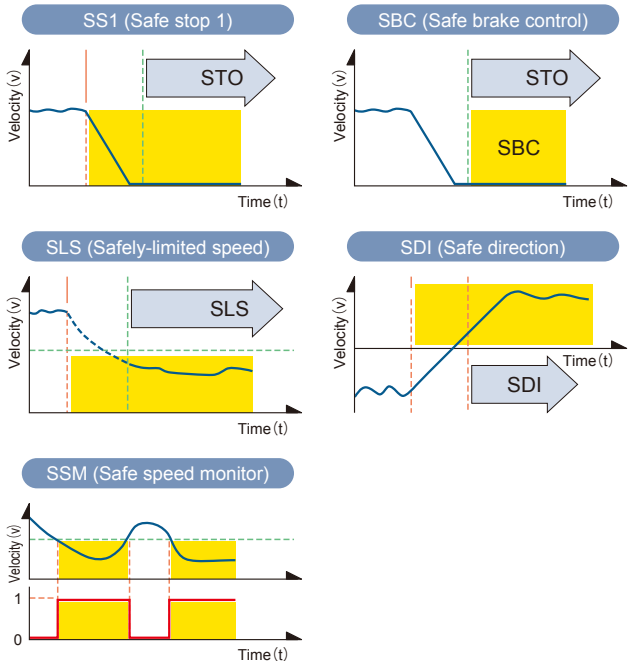 SS1 (Safe stop 1)
Velocity(v)
STO
Time(t)
SBC (Safe brake control)
Velocity(v)
STO
SBC
Time(t)
SLS (Safely-limited speed)
Velocity(v)
SLS
Time(t)
SDI (Safe direction)
Velocity(v)
Time(t)
SDI
SSM (Safe speed monitor)
Velocity(v)
1
0
Time(t)